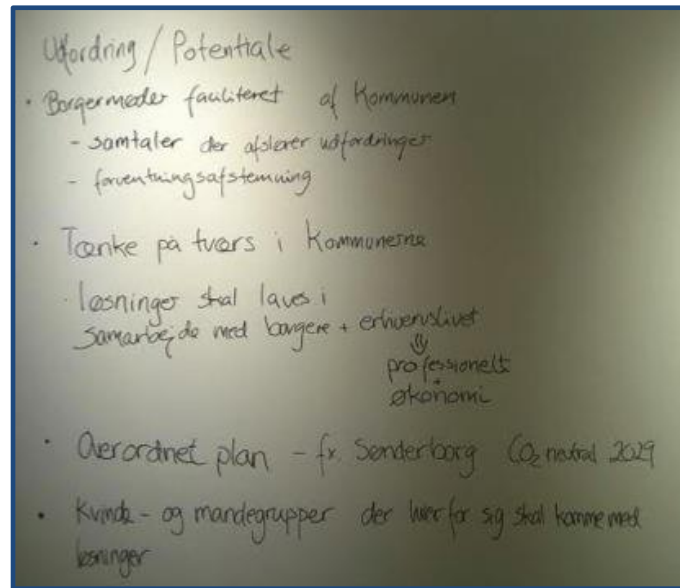 Udfordring / Potentiale
• Borgermøder faciliteret af Kommunen
- samtaler der afslører udfordringer
- forventningsafstemning
• Tænke på tværs i Kommunerne
· løsninger skal laves i
samarbejde med borgere + erhvervslivet
⇓
professionelt
+
økonomi
• Overordnet plan - fx. Sønderborg CO₂ neutral 2029
• Kvinde- og mandegrupper der hver for sig skal komme med
løsninger